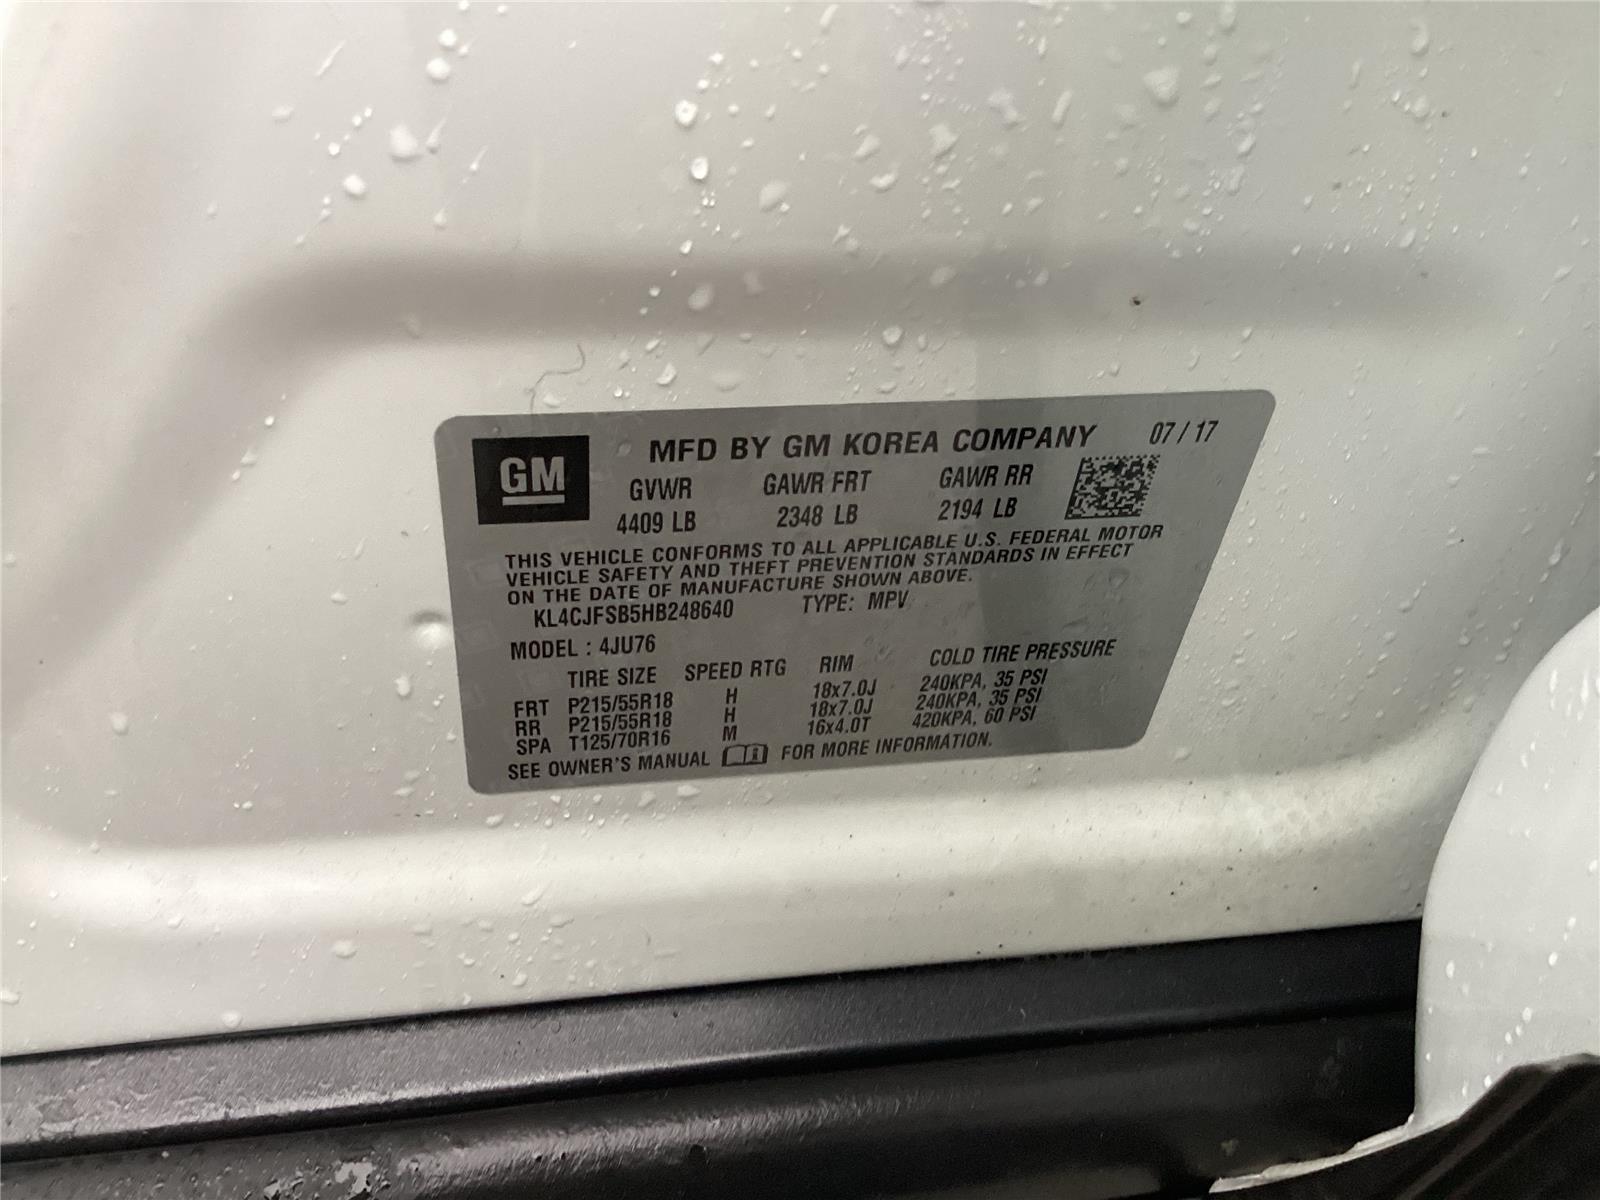 GM
MFD BY GM KOREA COMPANY 07 / 17
GVWR GAWR FRT GAWR RR
4409 LB 2348 LB 2194 LB
THIS VEHICLE CONFORMS TO ALL APPLICABLE U.S. FEDERAL MOTOR
VEHICLE SAFETY AND THEFT PREVENTION STANDARDS IN EFFECT
ON THE DATE OF MANUFACTURE SHOWN ABOVE.
KL4CJFSB5HB248640 TYPE: MPV
MODEL : 4JU76
TIRE SIZE SPEED RTG RIM COLD TIRE PRESSURE
FRT P215/55R18 H 18x7.0J 240KPA, 35 PSI
RR P215/55R18 H 18x7.0J 240KPA, 35 PSI
SPA T125/70R16 M 16x4.0T 420KPA, 60 PSI
SEE OWNER'S MANUAL FOR MORE INFORMATION.